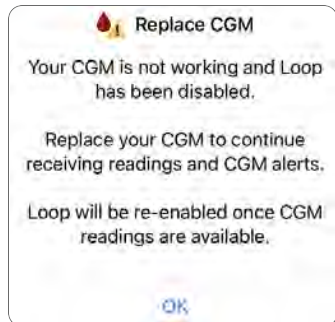 Replace CGM
Your CGM is not working and Loop
has been disabled.
Replace your CGM to continue
receiving readings and CGM alerts.
Loop will be re-enabled once CGM
readings are available.
OK